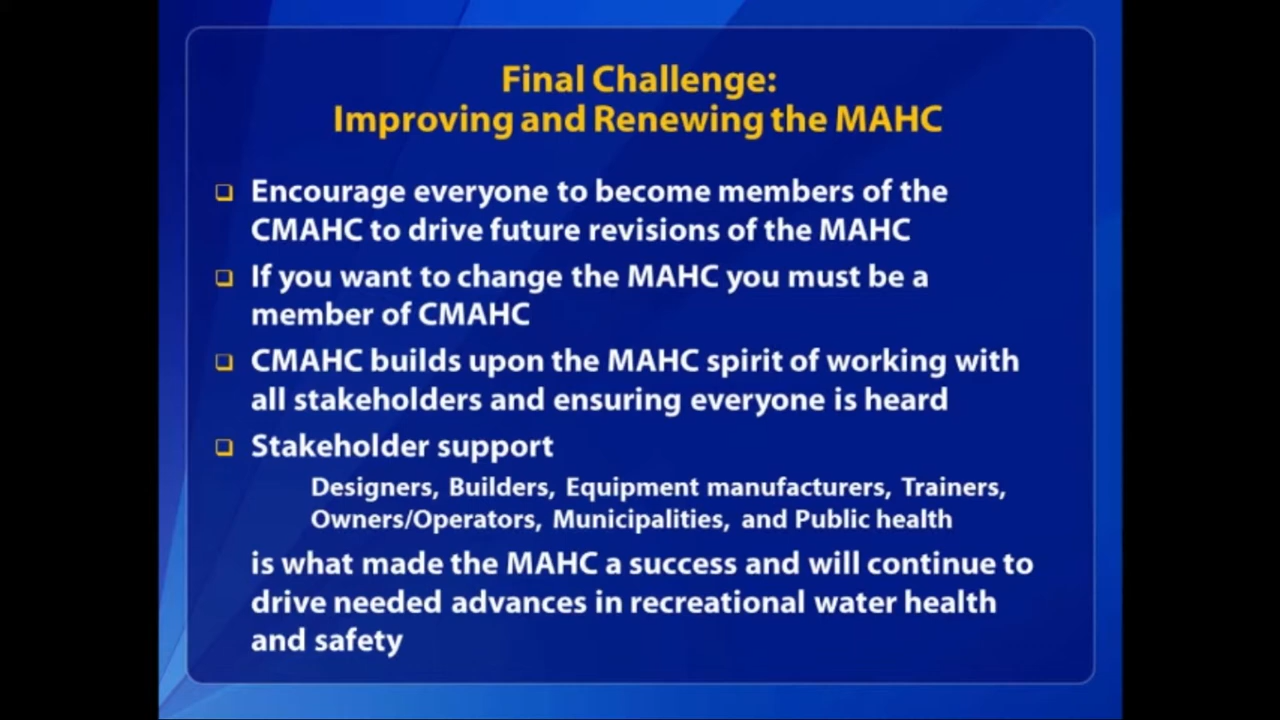 Final Challenge:
Improving and Renewing the MAHC
Encourage everyone to become members of the
CMAHC to drive future revisions of the MAHC
If you want to change the MAHC you must be a
member of CMAHC
CMAHC builds upon the MAHC spirit of working with
all stakeholders and ensuring everyone is heard
Stakeholder support
Designers, Builders, Equipment manufacturers, Trainers,
Owners/Operators, Municipalities, and Public health
is what made the MAHC a success and will continue to
drive needed advances in recreational water health
and safety